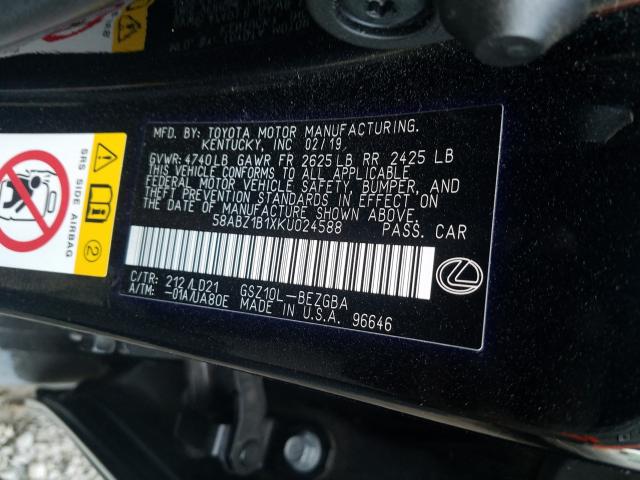 MFD. BY: TOYOTA MOTOR MANUFACTURING.
KENTUCKY, INC 02/19
GVWR: 4740LB GAWR FR 2625LB RR 2425 LB
THIS VEHICLE CONFORMS TO ALL APPLICABLE
FEDERAL MOTOR VEHICLE SAFETY, BUMPER, AND
THEFT PREVENTION STANDARDS IN EFFECT ON
THE DATE OF MANUFACTURE SHOWN ABOVE.
58ABZ1B1XKU024588 PASS. CAR
C/TR: 212/LD21 GSZ10L-BEZGBA
A/TM: -01A/UA80E MADE IN U.S.A. 96646
SRS SIDE AIRBAG
2